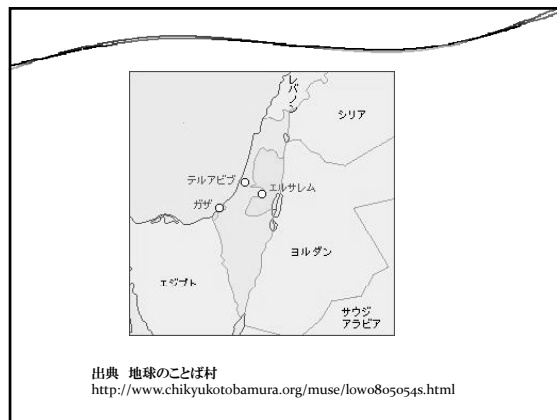 レバノン
シリア
テルアビブ
エルサレム
ガザ
ヨルダン
エジプト
サウジ
アラビア
出典 地球のことば村
http://www.chikyukotobamura.org/muse/low0805054s.html